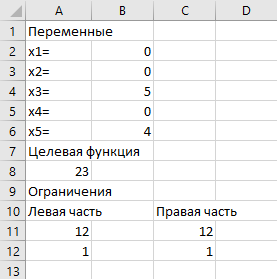 A B C D
1 Переменные
2 x1= 0
3 x2= 0
4 x3= 5
5 x4= 0
6 x5= 4
7 Целевая функция
8 23
9 Ограничения
10 Левая часть Правая часть
11 12 12
12 1 1
13